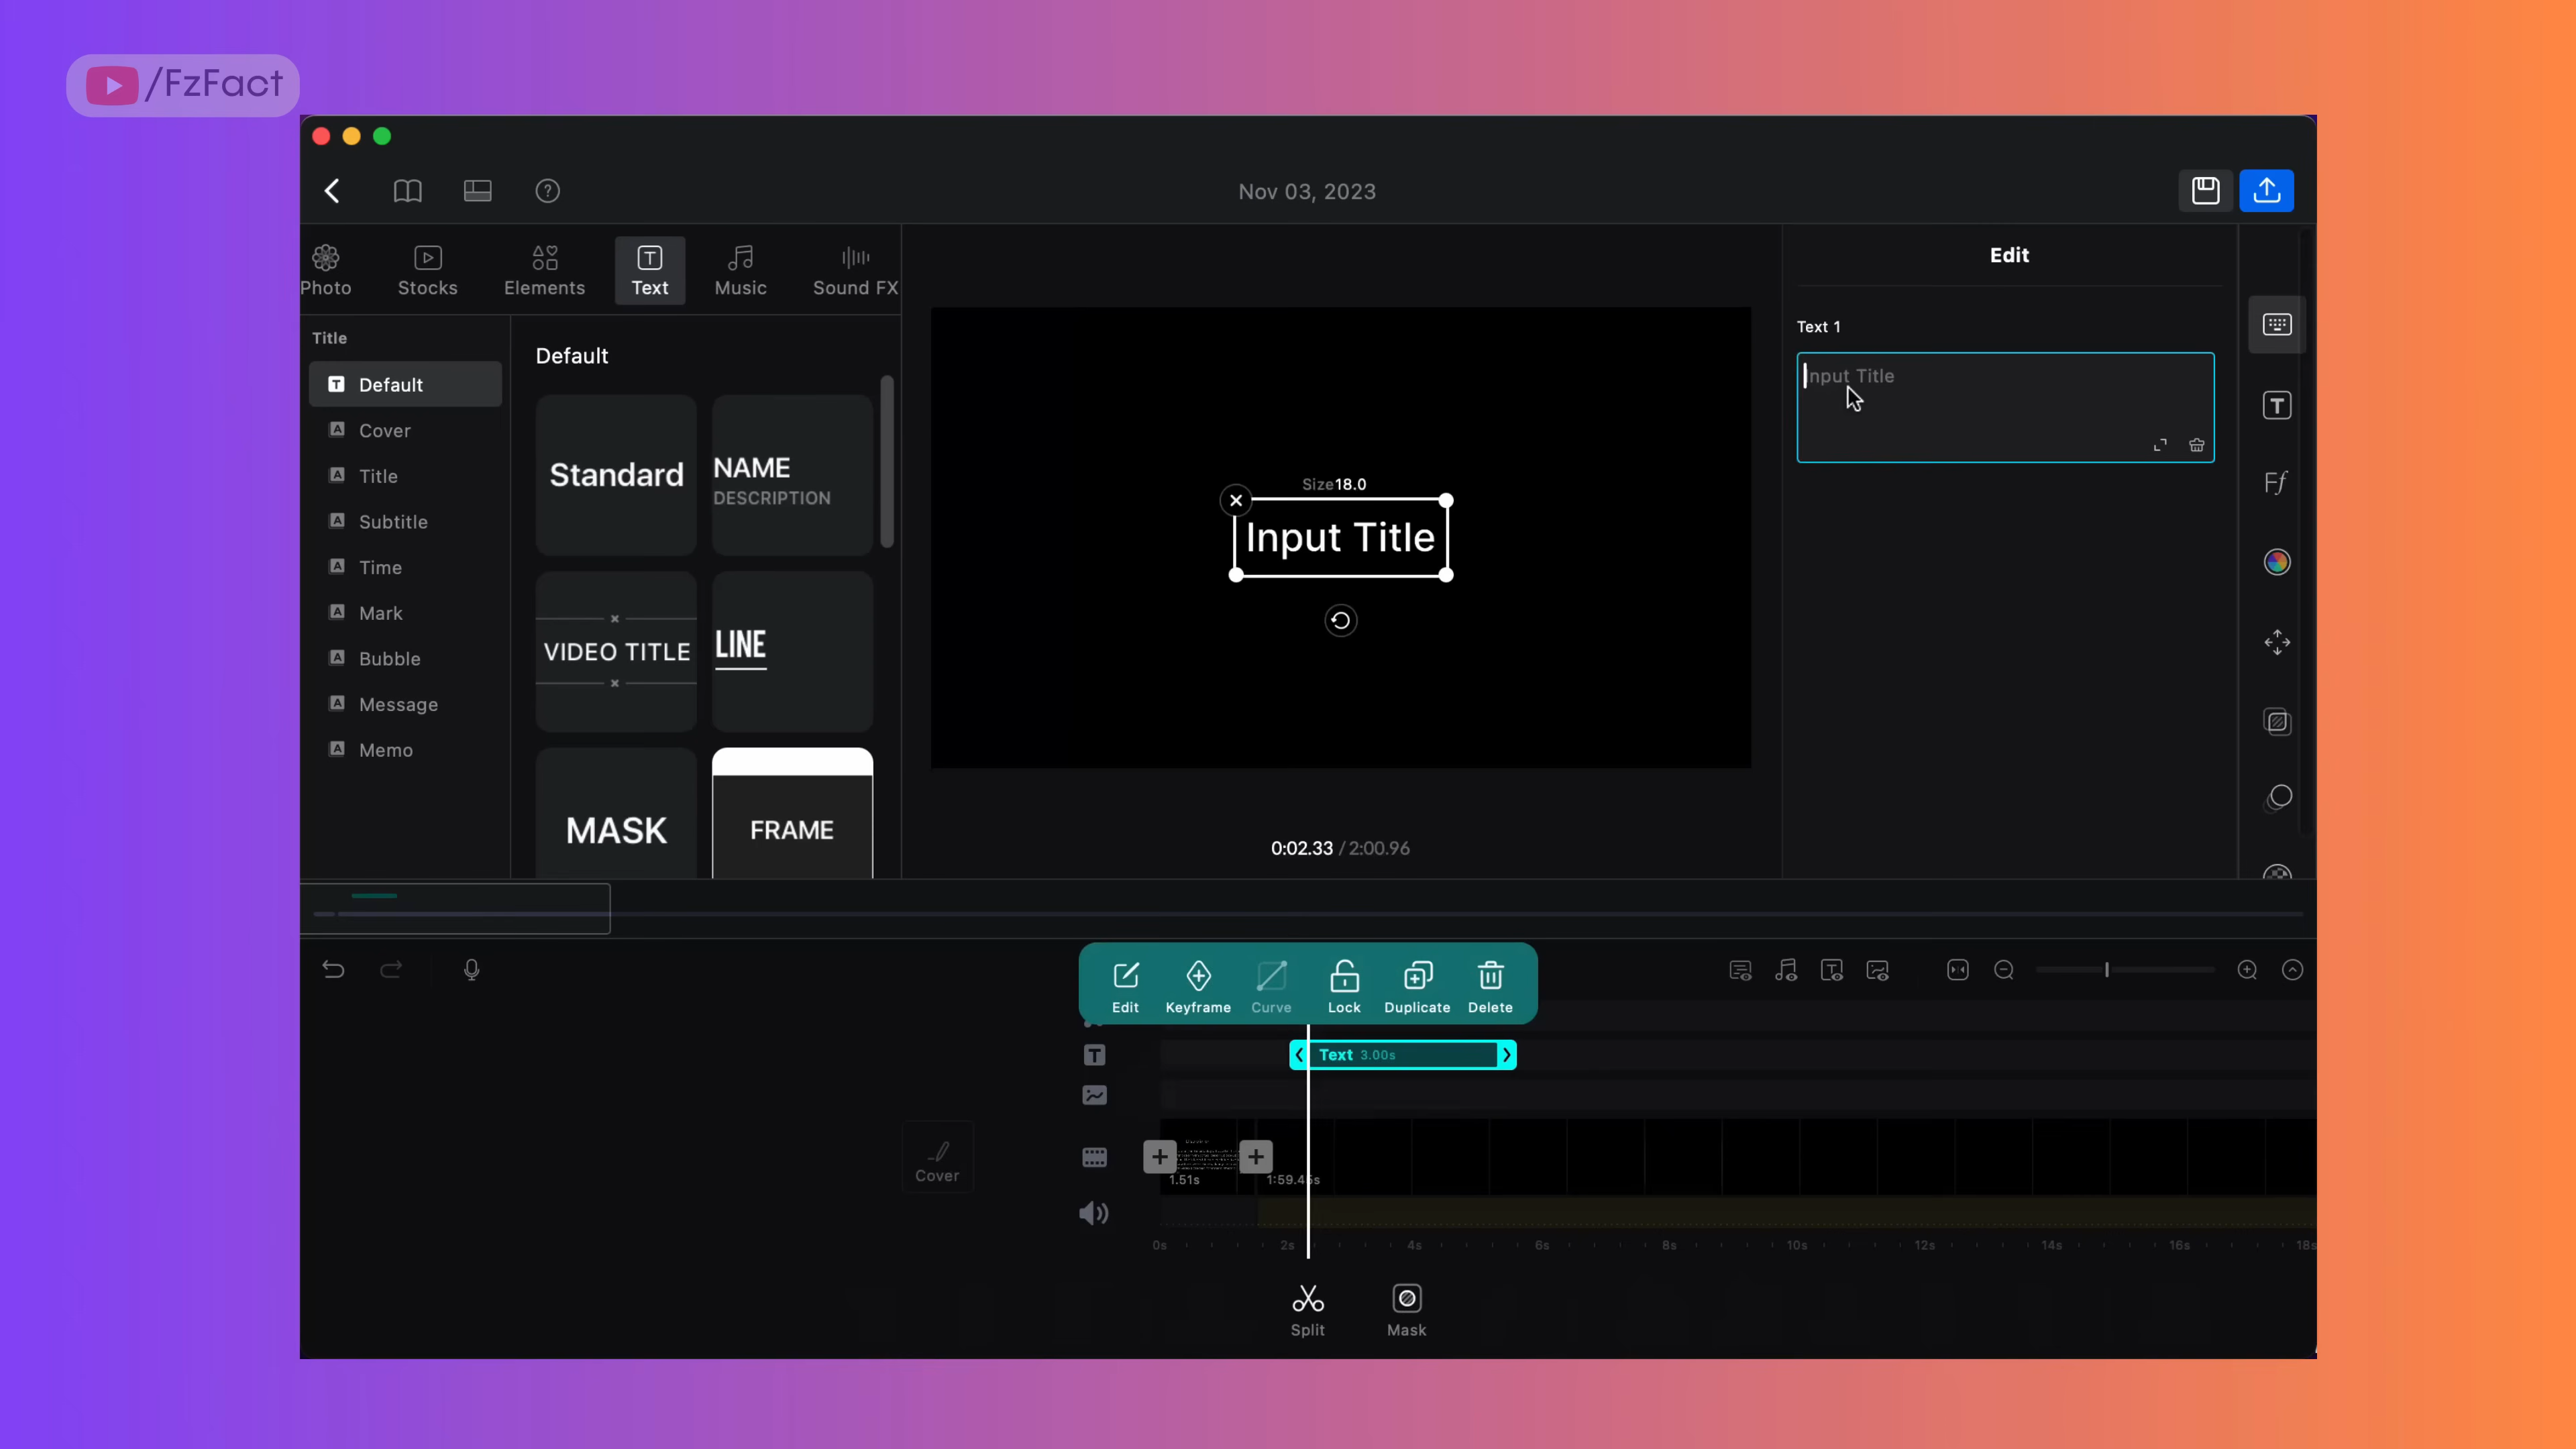 /FzFact
Nov 03, 2023
Photo
Stocks
Elements
Text
Music
Sound FX
Title
Default
Cover
Title
Subtitle
Time
Mark
Bubble
Message
Memo
Default
Standard
NAME
DESCRIPTION
VIDEO TITLE
LINE
MASK
FRAME
Size18.0
Input Title
0:02.33 / 2:00.96
Edit
Text 1
Input Title
Edit
Keyframe
Curve
Lock
Duplicate
Delete
Text 3.00s
Cover
1.51s
1:59.45s
0s 2s 4s 6s 8s 10s 12s 14s 16s 18s
Split
Mask